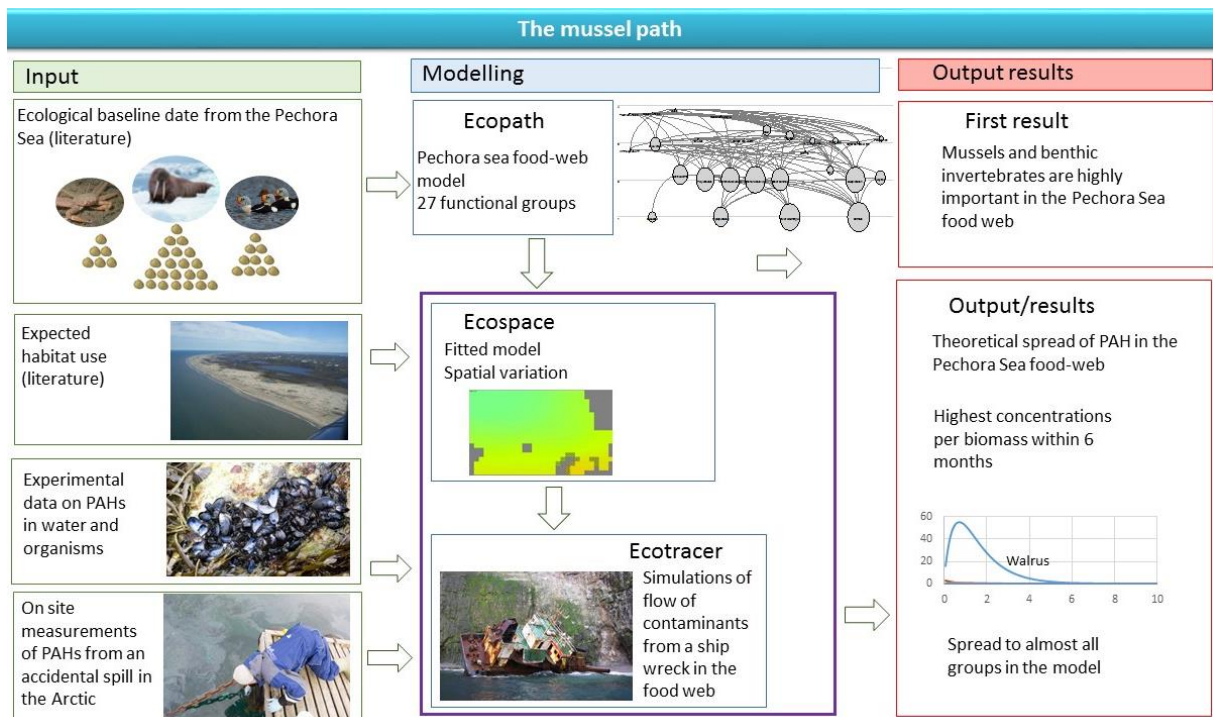 The mussel path
Input
Ecological baseline date from the Pechora
Sea (literature)
Expected
habitat use
(literature)
Experimental
data on PAHs
in water and
organisms
On site
measurements
of PAHs from an
accidental spill in
the Arctic
Modelling
Ecopath
Pechora sea food-web
model
27 functional groups
Ecospace
Fitted model
Spatial variation
Ecotracer
Simulations of
flow of
contaminants
from a ship
wreck in the
food web
Output results
First result
Mussels and benthic
invertebrates are highly
important in the Pechora Sea
food web
Output/results
Theoretical spread of PAH in the
Pechora Sea food-web
Highest concentrations
per biomass within 6
months
60
40
20
0
Walrus
0 2 4 6 8 10
Spread to almost all
groups in the model